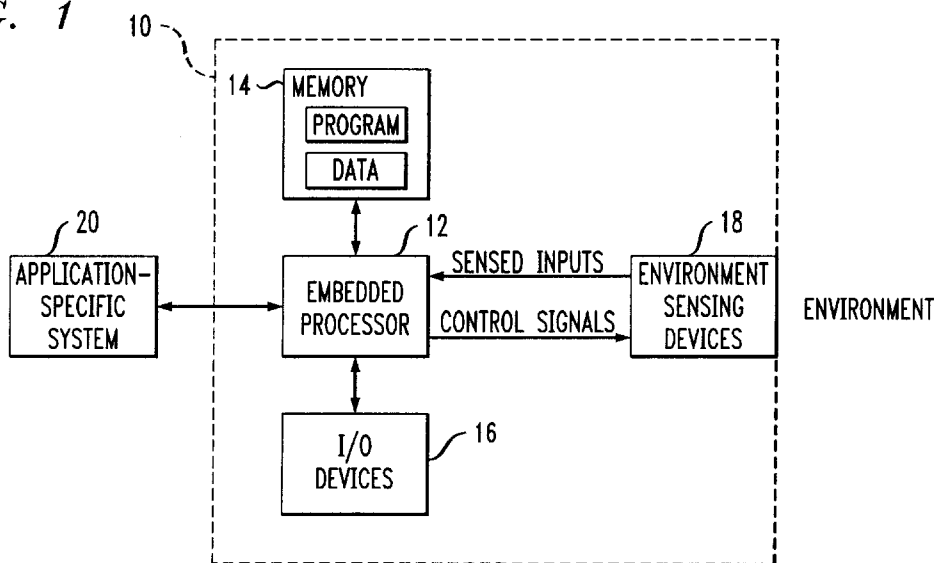 G. 1
10
14
MEMORY
PROGRAM
DATA
20
12
18
APPLICATION-
SPECIFIC
SYSTEM
EMBEDDED
PROCESSOR
SENSED INPUTS
CONTROL SIGNALS
ENVIRONMENT
SENSING
DEVICES
ENVIRONMENT
I/O
DEVICES
16